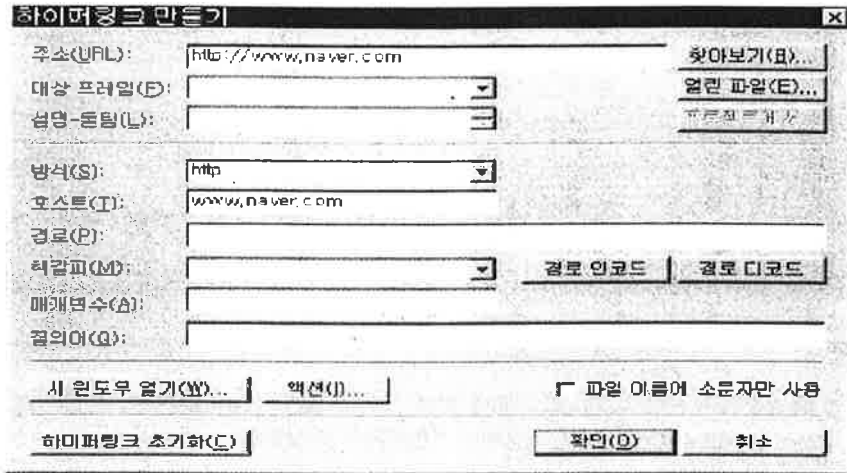 하이퍼링크 만들기
주소(URL): http://www.naver.com 찾아보기(B)...
대상 프레임(F): 열린 파일(E)...
설명-툴팁(L):
방식(S): http
호스트(T): www.naver.com
경로(P):
책갈피(M): 경로 인코드 경로 디코드
매개변수(A):
질의어(Q):
새 윈도우 열기(W)... 액션(J)... 파일 이름에 소문자만 사용
하이퍼링크 초기화(C) 확인(O) 취소